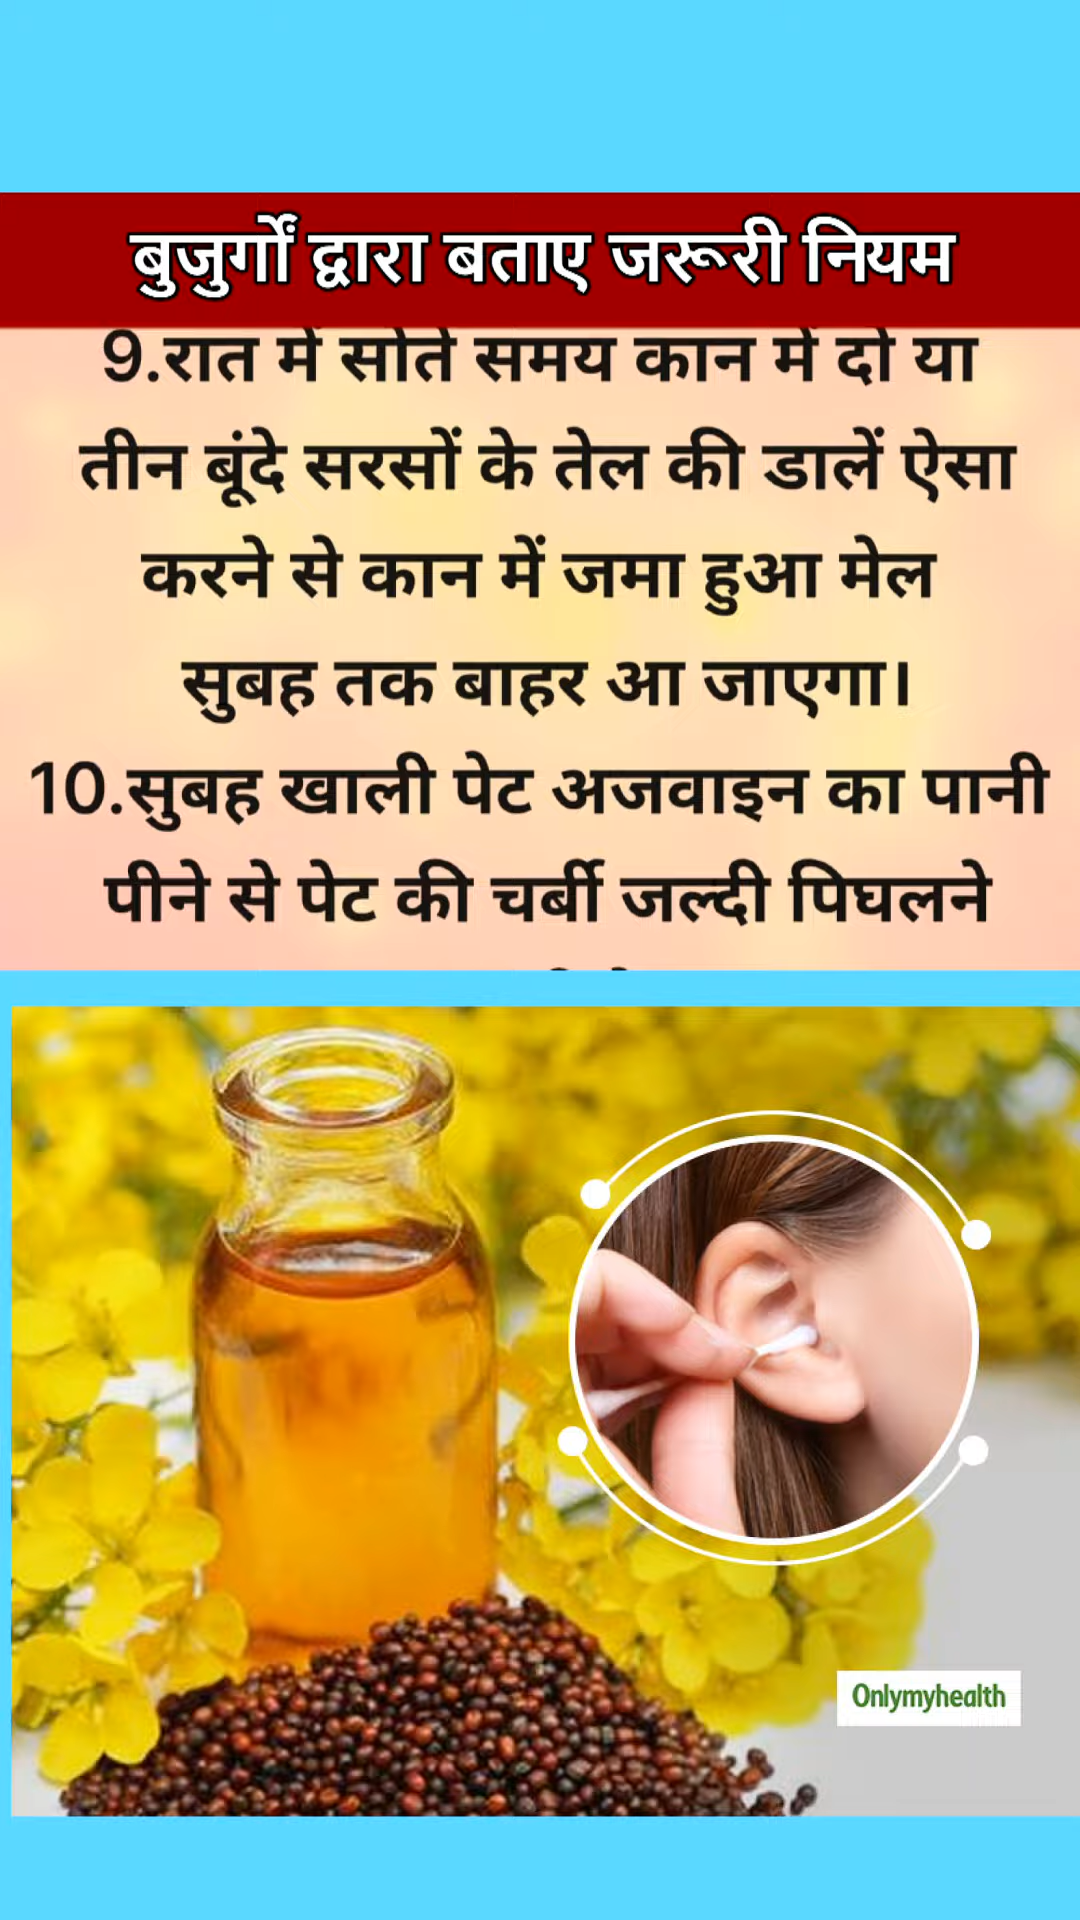 बुजुर्गों द्वारा बताए जरूरी नियम
9.रात में सोते समय कान में दो या
तीन बूंदे सरसों के तेल की डालें ऐसा
करने से कान में जमा हुआ मेल
सुबह तक बाहर आ जाएगा।
10.सुबह खाली पेट अजवाइन का पानी
पीने से पेट की चर्बी जल्दी पिघलने
Onlymyhealth